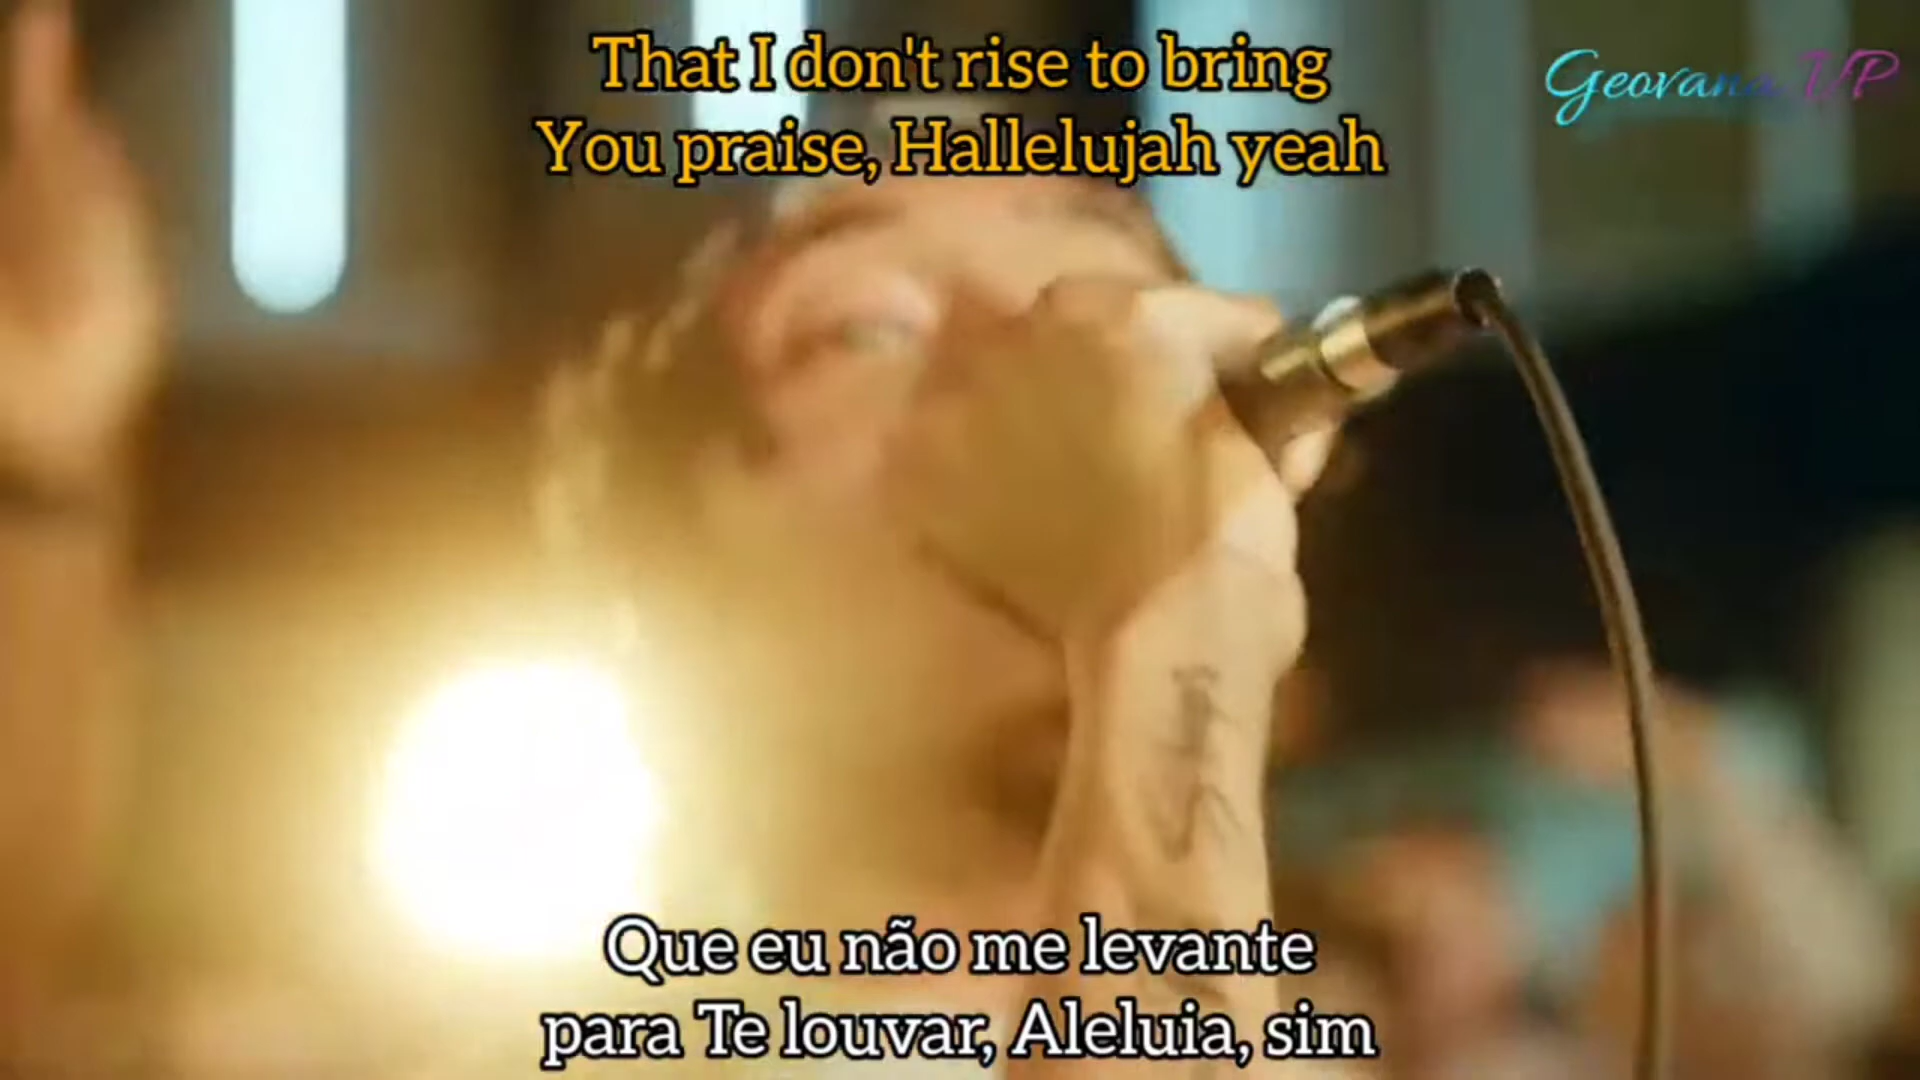 That I don't rise to bring
You praise, Hallelujah yeah
Geovana VP
Que eu não me levante
para Te louvar, Aleluia, sim